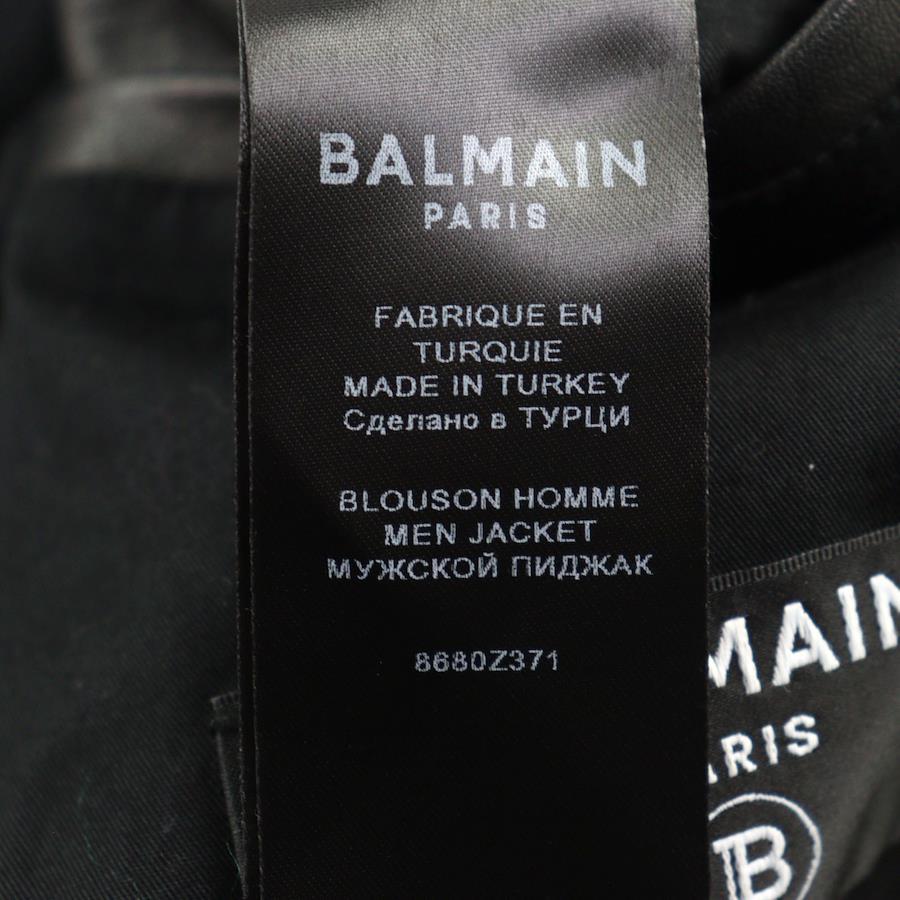 BALMAIN
PARIS
FABRIQUE EN
TURQUIE
MADE IN TURKEY
Сделано в ТУРЦИ
BLOUSON HOMME
MEN JACKET
МУЖСКОЙ ПИДЖАК
8680Z371
MAIN
ARIS
B